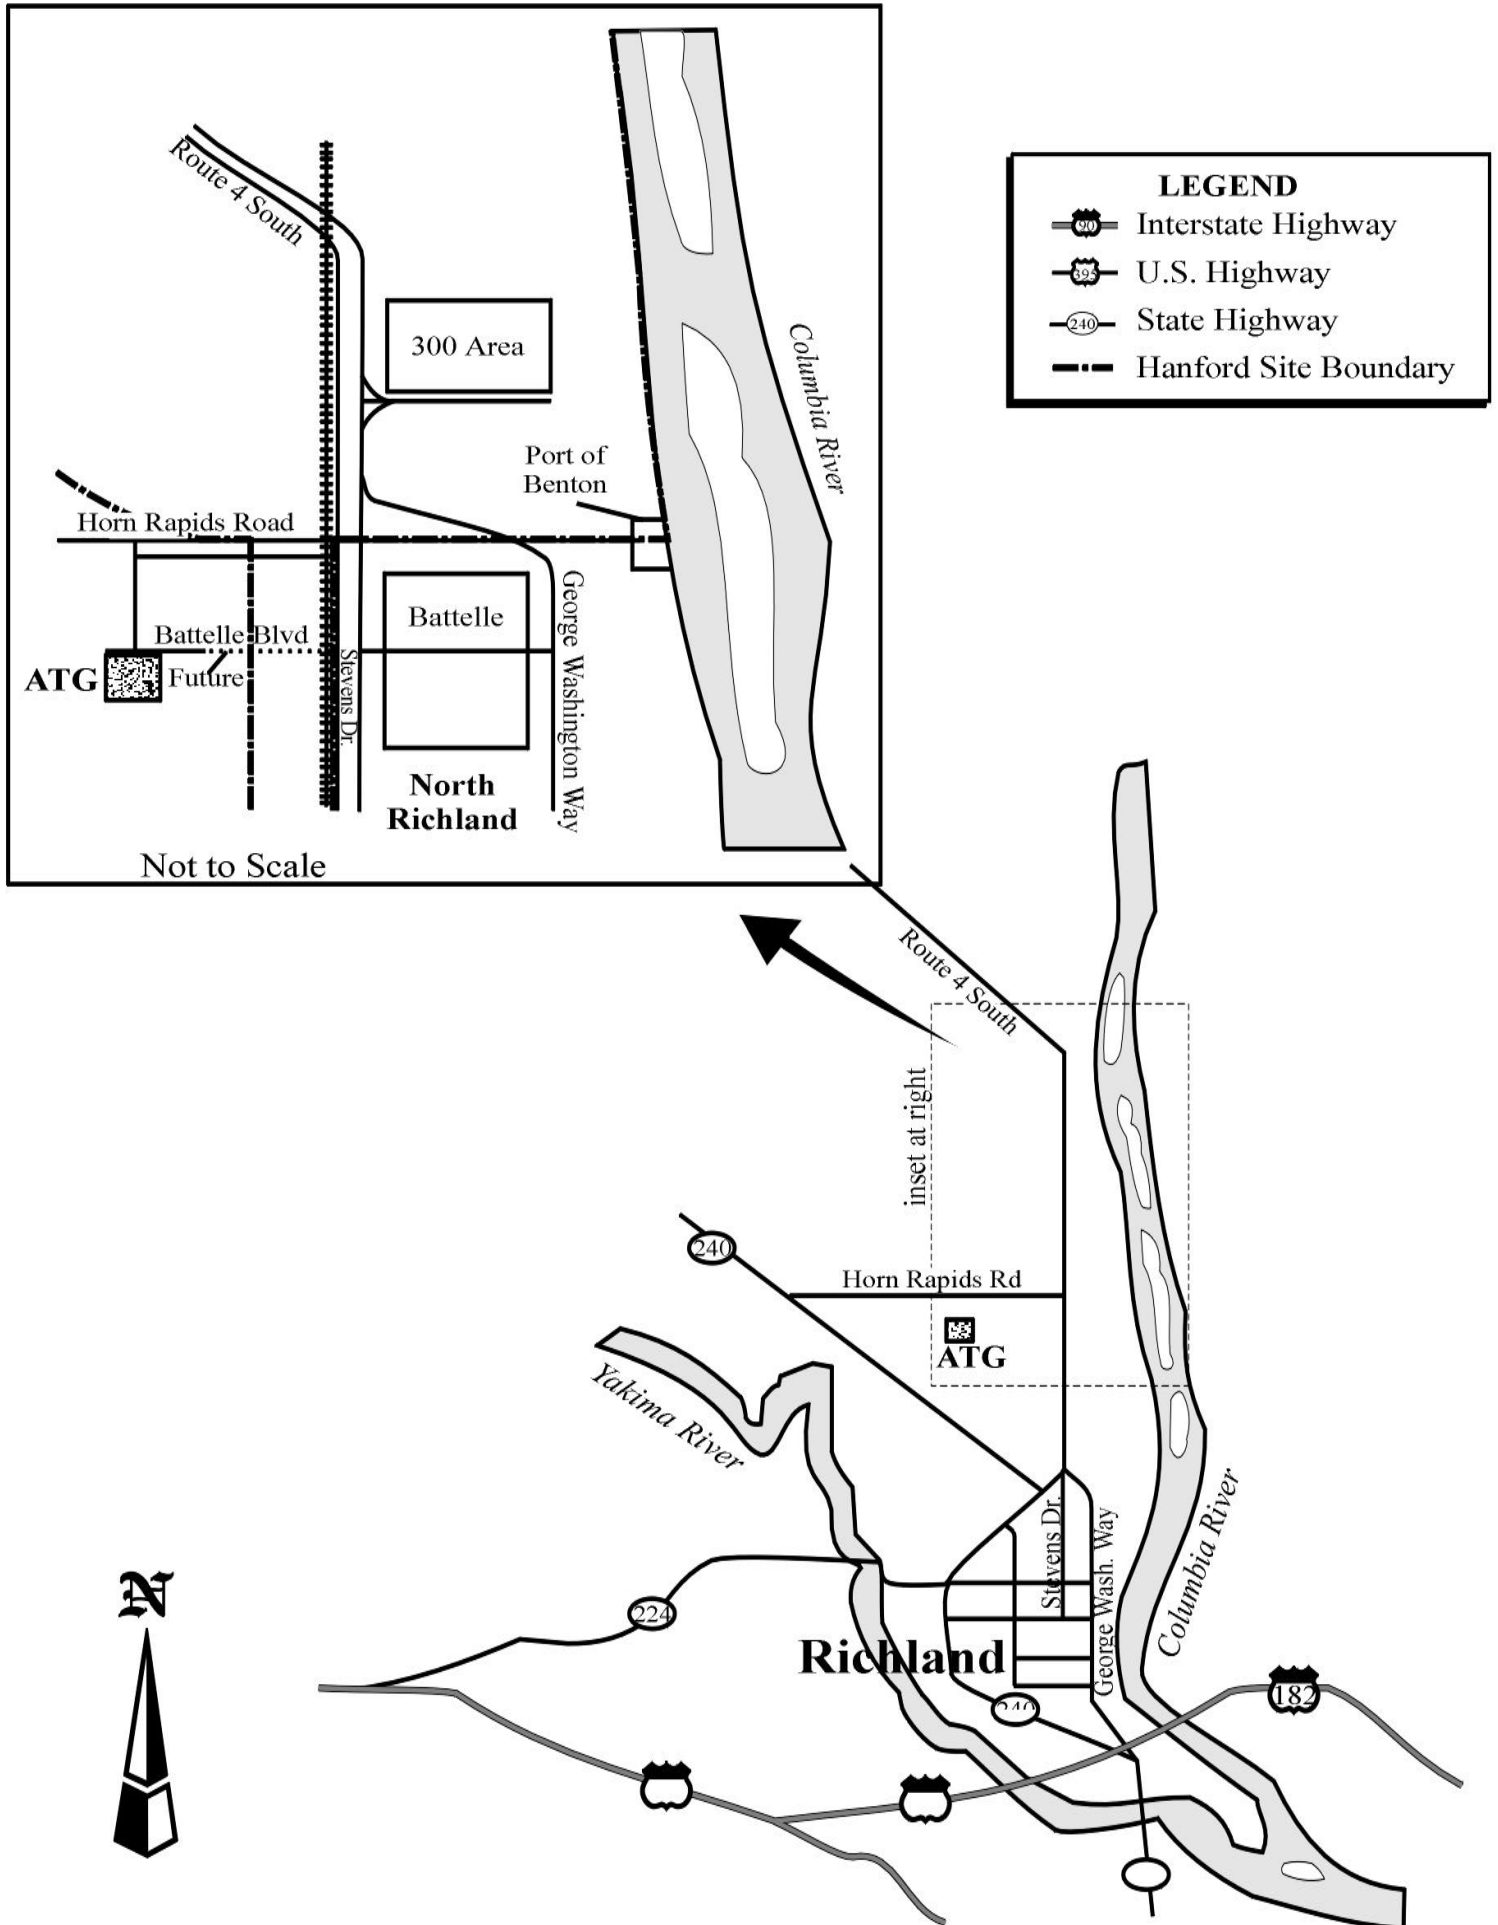 Route 4 South
300 Area
Columbia River
Port of
Benton
Horn Rapids Road
Battelle
Battelle Blvd
Future
ATG
Stevens Dr.
George Washington Way
North
Richland
Not to Scale
LEGEND
90
Interstate Highway
395
U.S. Highway
240
State Highway
Hanford Site Boundary
Route 4 South
inset at right
240
Horn Rapids Rd
ATG
Yakima River
Columbia River
Stevens Dr.
George Wash. Way
224
Richland
240
182
N